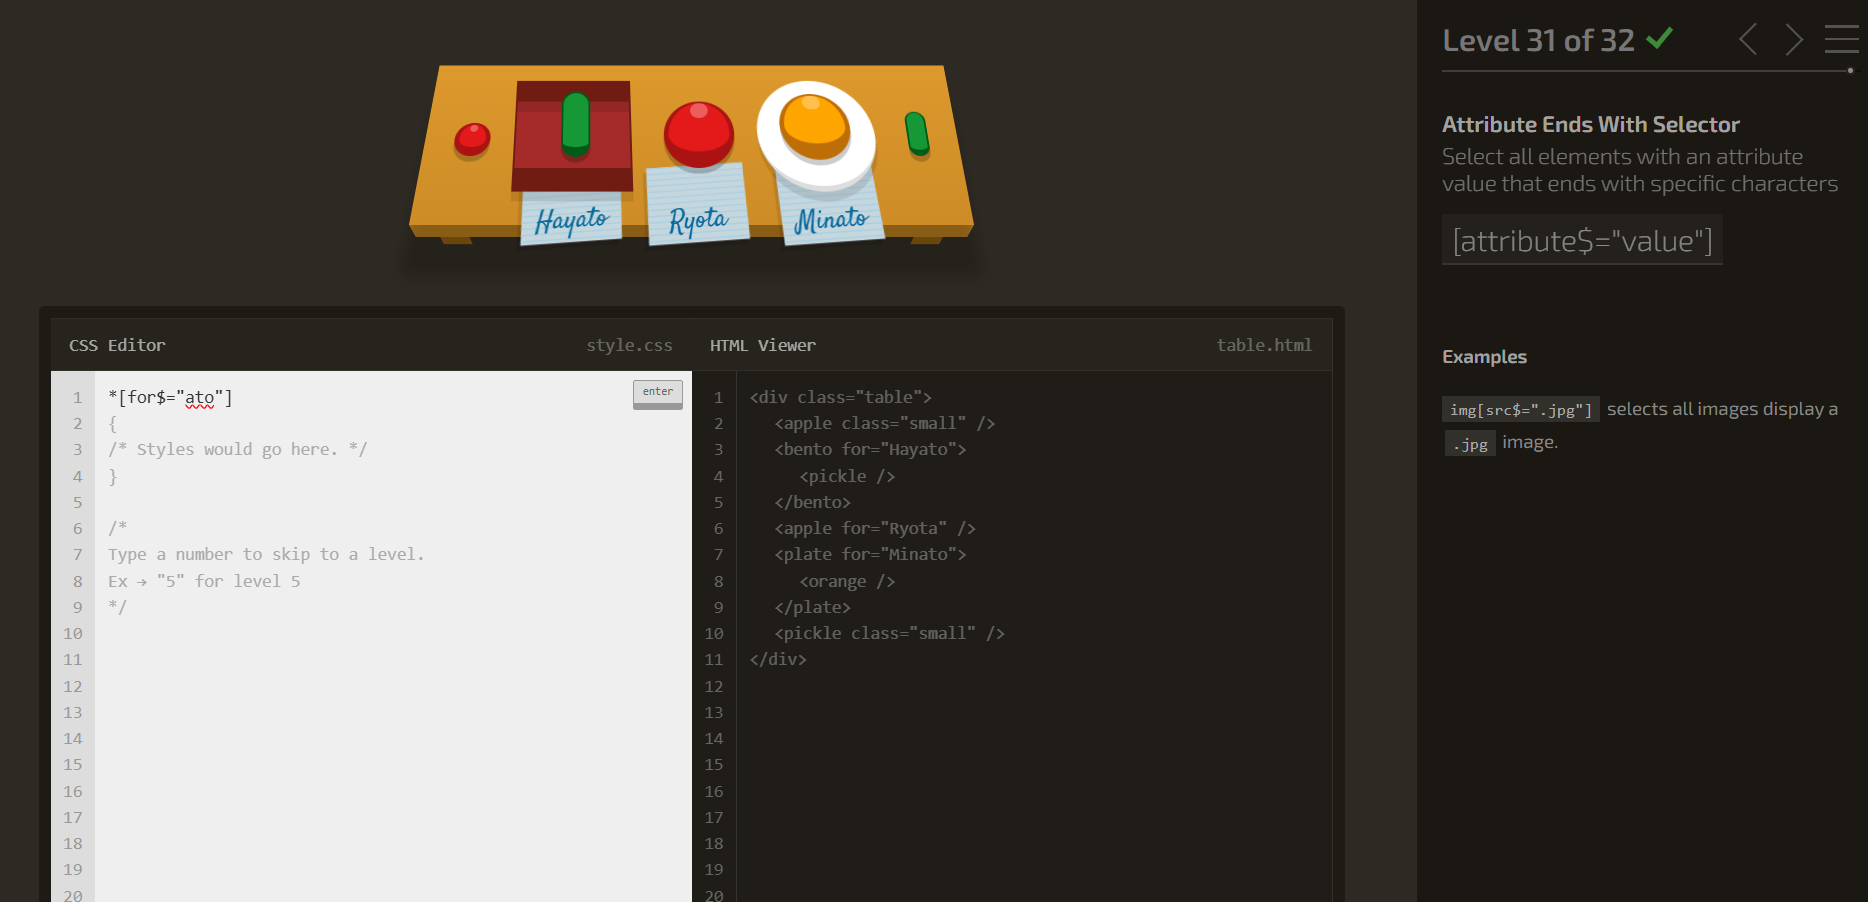 Hayato
Ryota
Minato
CSS Editor
style.css
1 *[for$="ato"]
enter
2 {
3 /* Styles would go here. */
4 }
5
6 /*
7 Type a number to skip to a level.
8 Ex → "5" for level 5
9 */
10
11
12
13
14
15
16
17
18
19
20
HTML Viewer
table.html
1 <div class="table">
2 <apple class="small" />
3 <bento for="Hayato">
4 <pickle />
5 </bento>
6 <apple for="Ryota" />
7 <plate for="Minato">
8 <orange />
9 </plate>
10 <pickle class="small" />
11 </div>
12
13
14
15
16
17
18
19
20
Level 31 of 32
Attribute Ends With Selector
Select all elements with an attribute
value that ends with specific characters
[attribute$="value"]
Examples
img[src$=".jpg"] selects all images display a
.jpg image.